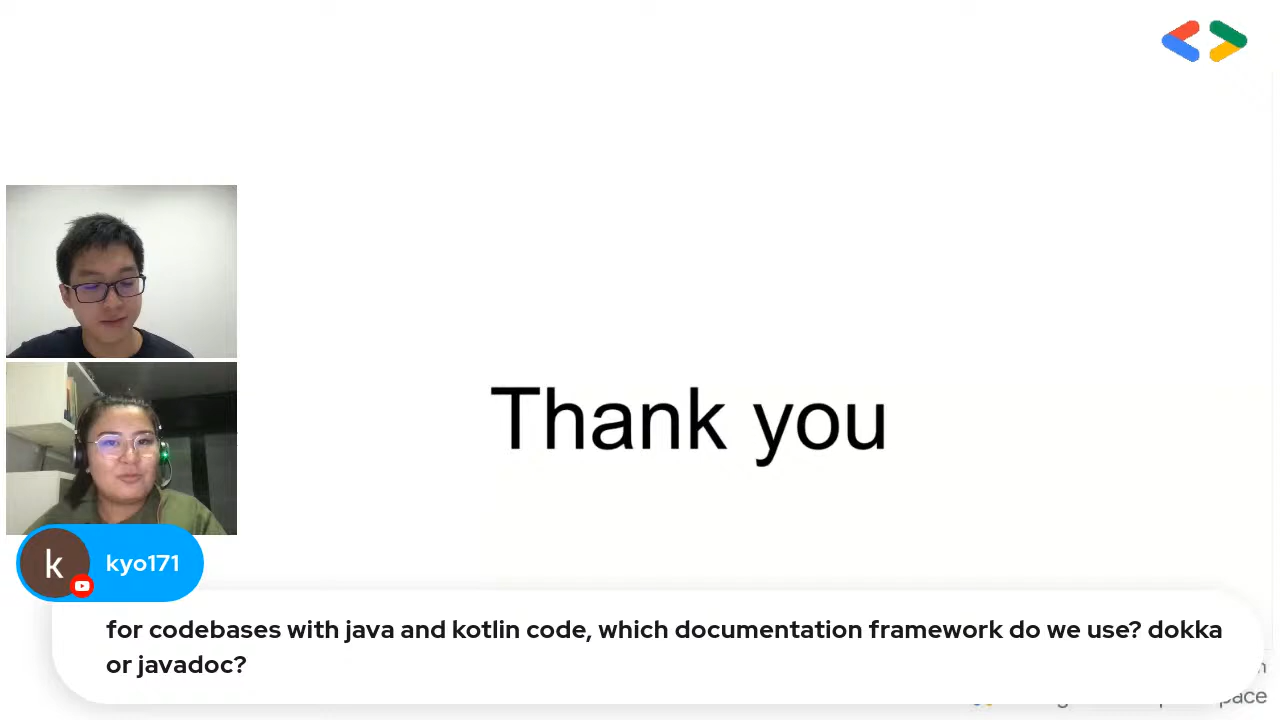 Thank you
k
kyo171
for codebases with java and kotlin code, which documentation framework do we use? dokka
or javadoc?